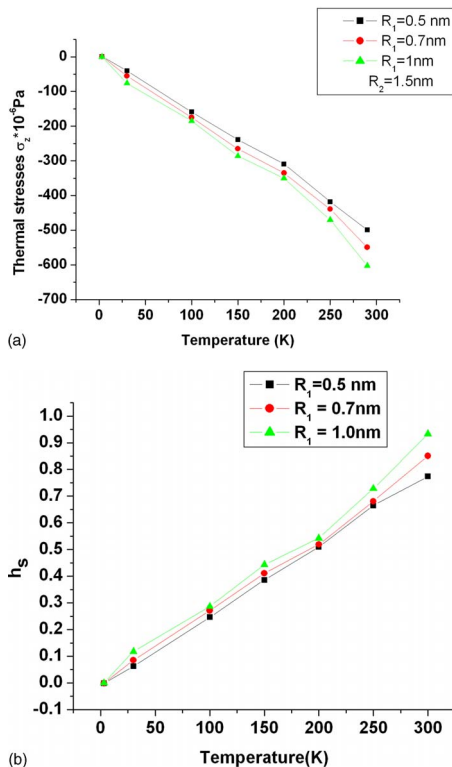 R1=0.5 nm
R1=0.7nm
R1=1nm
R2=1.5nm
0
-100
-200
-300
-400
-500
-600
-700
Thermal stresses σz*10-6Pa
0 50 100 150 200 250 300
Temperature (K)
(a)
R1=0.5 nm
R1 = 0.7nm
R1 = 1.0nm
1.0
0.9
0.8
0.7
0.6
0.5
0.4
0.3
0.2
0.1
0.0
-0.1
hs
0 50 100 150 200 250 300
Temperature(K)
(b)